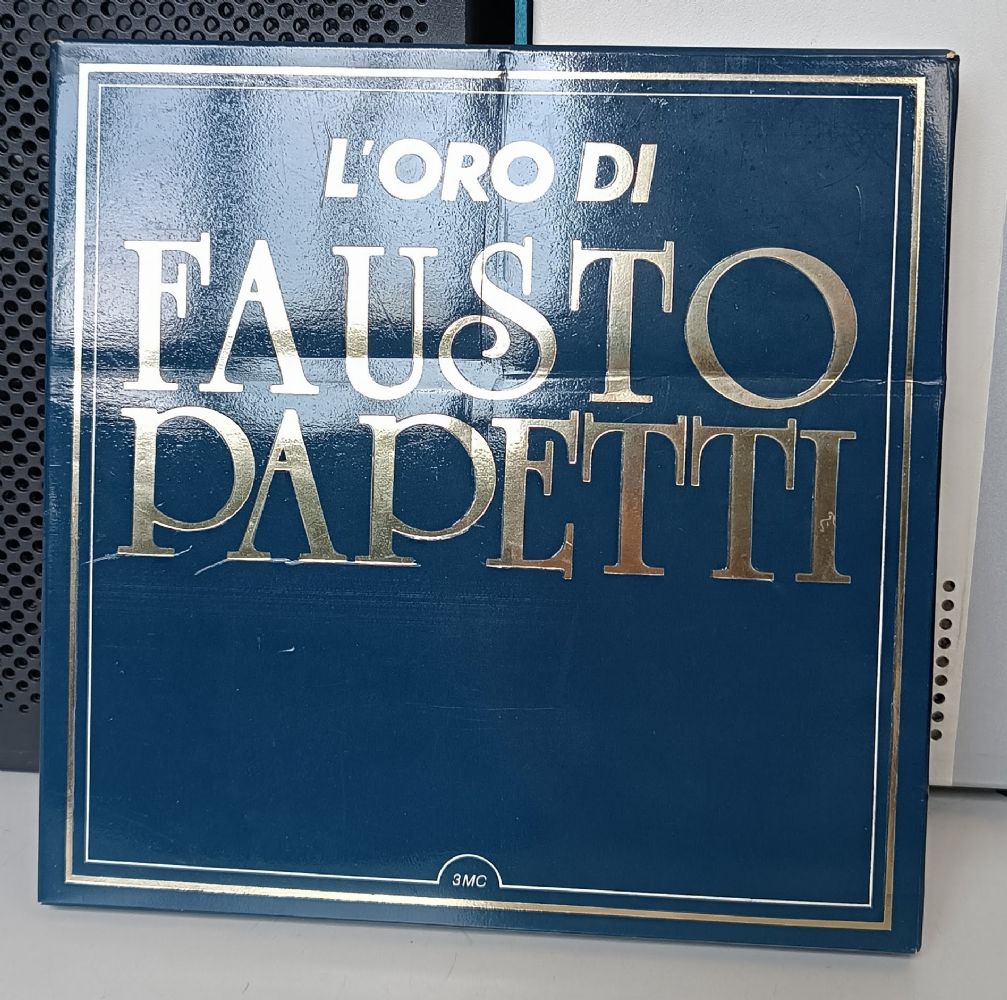 L'ORO DI
FAUSTO
PAPETTI
3MC